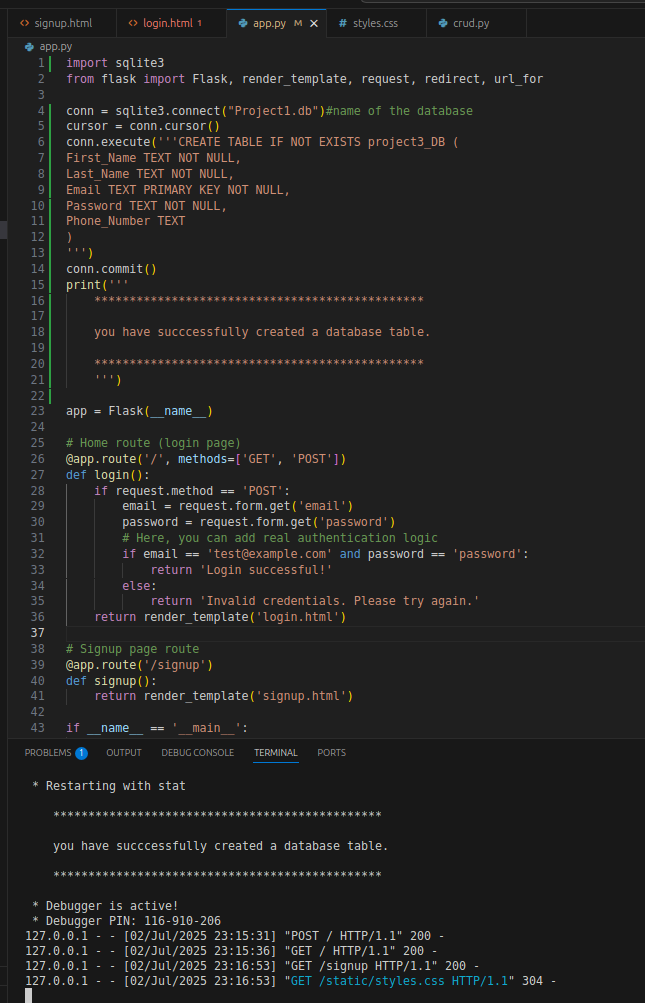 signup.html login.html 1 app.py M styles.css crud.py
app.py
1 import sqlite3
2 from flask import Flask, render_template, request, redirect, url_for
3
4 conn = sqlite3.connect("Project1.db")#name of the database
5 cursor = conn.cursor()
6 conn.execute('''CREATE TABLE IF NOT EXISTS project3_DB (
7 First_Name TEXT NOT NULL,
8 Last_Name TEXT NOT NULL,
9 Email TEXT PRIMARY KEY NOT NULL,
10 Password TEXT NOT NULL,
11 Phone_Number TEXT
12 )
13 ''')
14 conn.commit()
15 print('''
16     ***********************************************
17
18     you have succcessfully created a database table.
19
20     ***********************************************
21     ''')
22
23 app = Flask(__name__)
24
25 # Home route (login page)
26 @app.route('/', methods=['GET', 'POST'])
27 def login():
28     if request.method == 'POST':
29         email = request.form.get('email')
30         password = request.form.get('password')
31         # Here, you can add real authentication logic
32         if email == 'test@example.com' and password == 'password':
33             return 'Login successful!'
34         else:
35             return 'Invalid credentials. Please try again.'
36     return render_template('login.html')
37
38 # Signup page route
39 @app.route('/signup')
40 def signup():
41     return render_template('signup.html')
42
43 if __name__ == '__main__':
PROBLEMS 1 OUTPUT DEBUG CONSOLE TERMINAL PORTS
* Restarting with stat
***********************************************
you have succcessfully created a database table.
***********************************************
* Debugger is active!
* Debugger PIN: 116-910-206
127.0.0.1 - - [02/Jul/2025 23:15:31] "POST / HTTP/1.1" 200 -
127.0.0.1 - - [02/Jul/2025 23:15:36] "GET / HTTP/1.1" 200 -
127.0.0.1 - - [02/Jul/2025 23:16:53] "GET /signup HTTP/1.1" 200 -
127.0.0.1 - - [02/Jul/2025 23:16:53] "GET /static/styles.css HTTP/1.1" 304 -